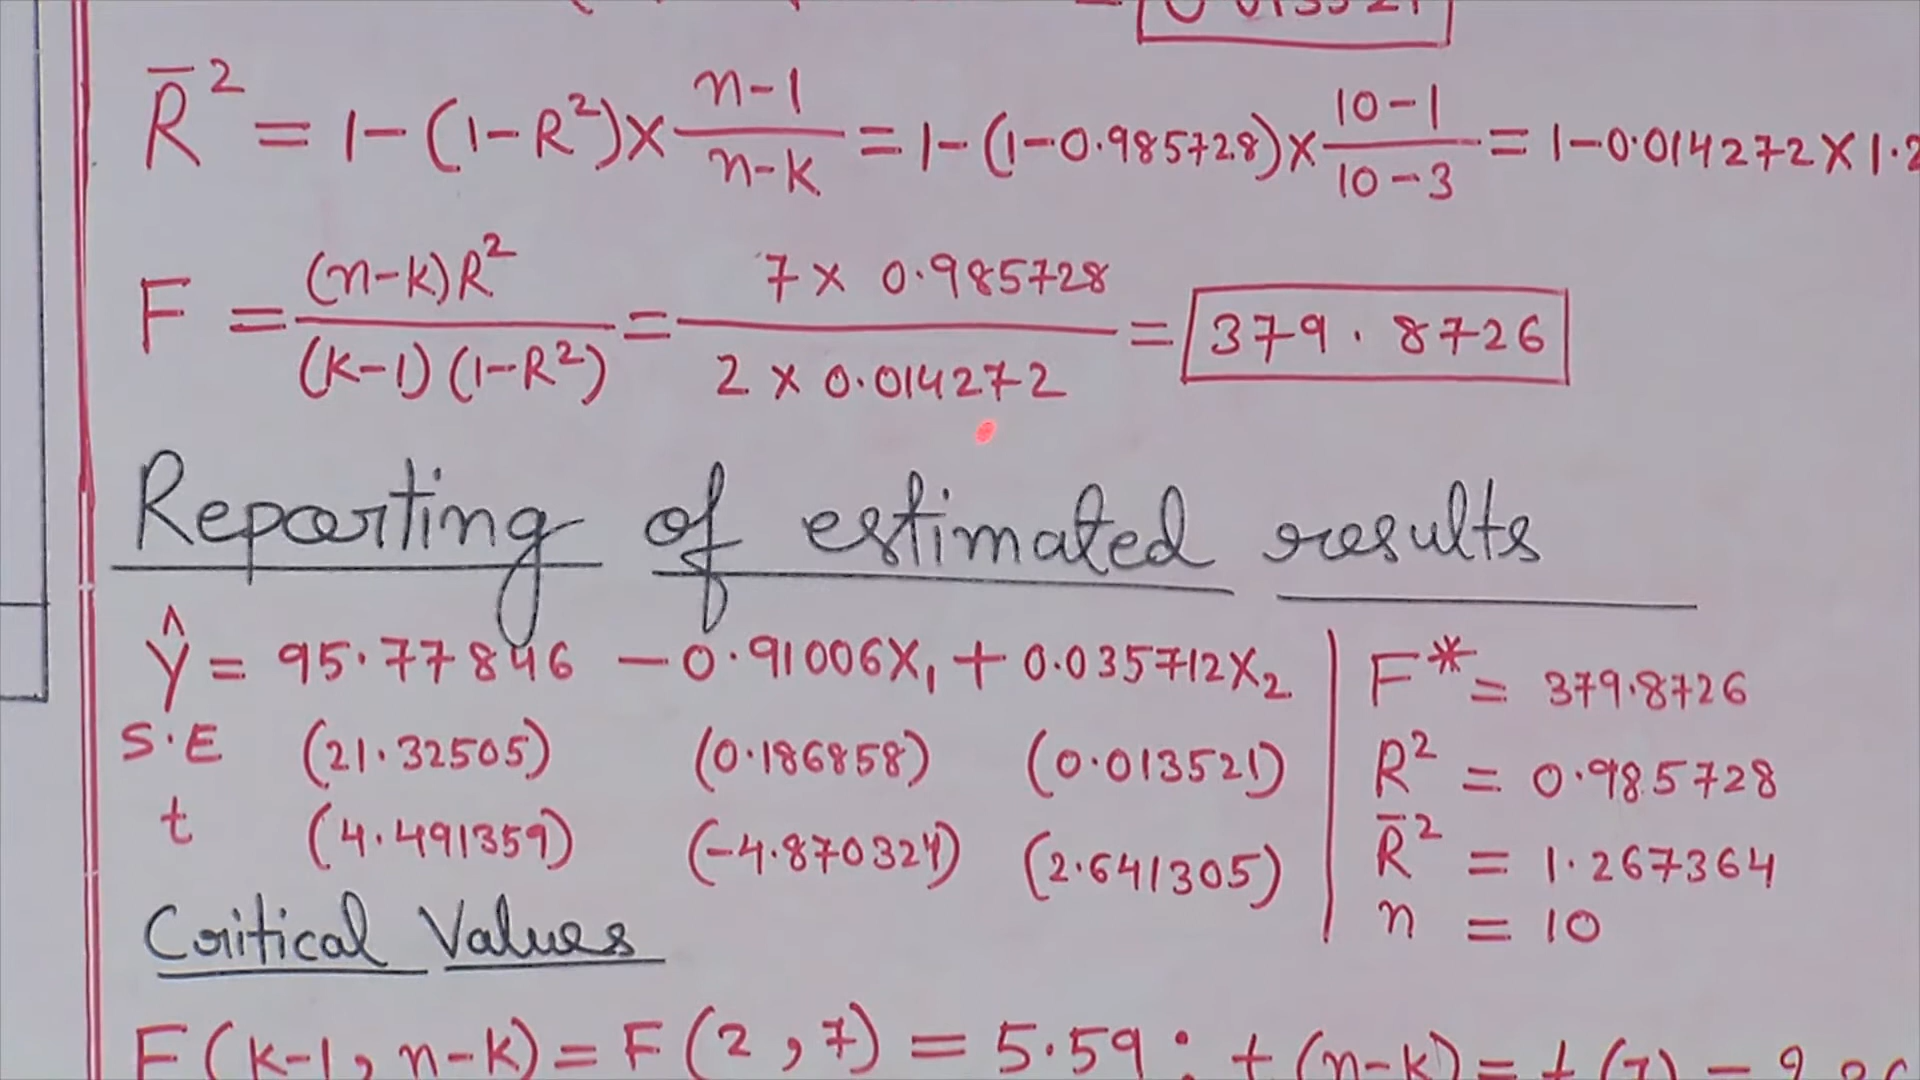 R̄² = 1-(1-R²)× n-1/n-k = 1-(1-0.985728)× 10-1/10-3 = 1-0.014272×1.2
F = (n-k)R²/(k-1)(1-R²) = 7 × 0.985728/2 × 0.014272 = 379.8726
Reporting of estimated results
Ŷ = 95.77846 -0.91006X₁ + 0.035712X₂ F* = 379.8726
S.E (21.32505) (0.186858) (0.013521) R² = 0.985728
t (4.491359) (-4.870324) (2.641305) R̄² = 1.267364
n = 10
Critical Values
F(k-1, n-k) = F(2,7) = 5.59 ; t(n-k) = t(7) =